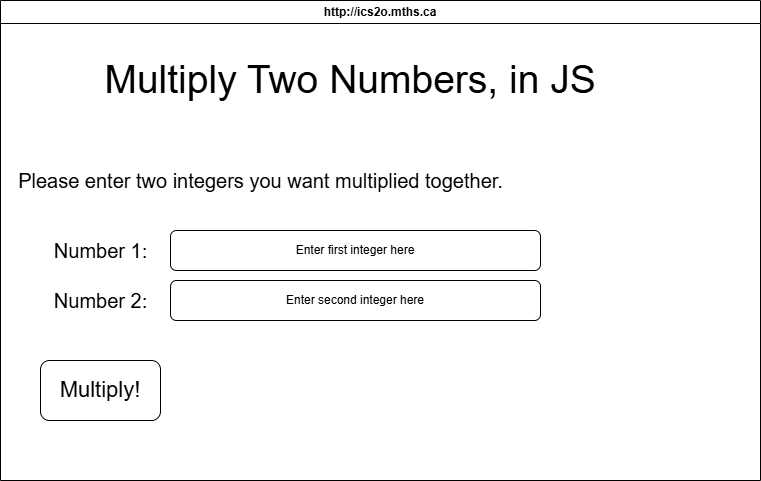 http://ics2o.mths.ca
Multiply Two Numbers, in JS
Please enter two integers you want multiplied together.
Number 1: Enter first integer here
Number 2: Enter second integer here
Multiply!